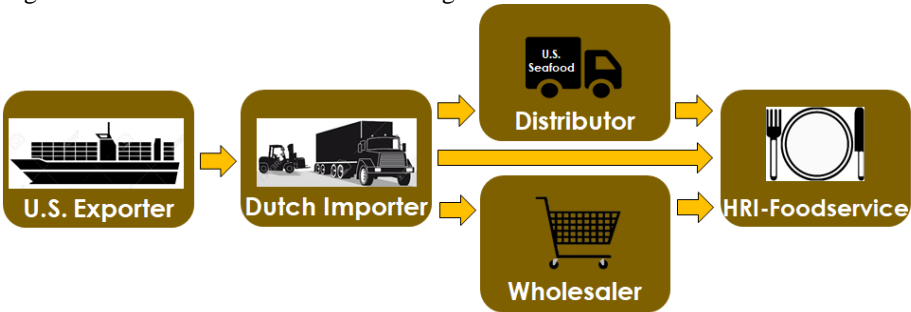 U.S.
Seafood
Distributor
U.S. Exporter
Dutch Importer
HRI-Foodservice
Wholesaler